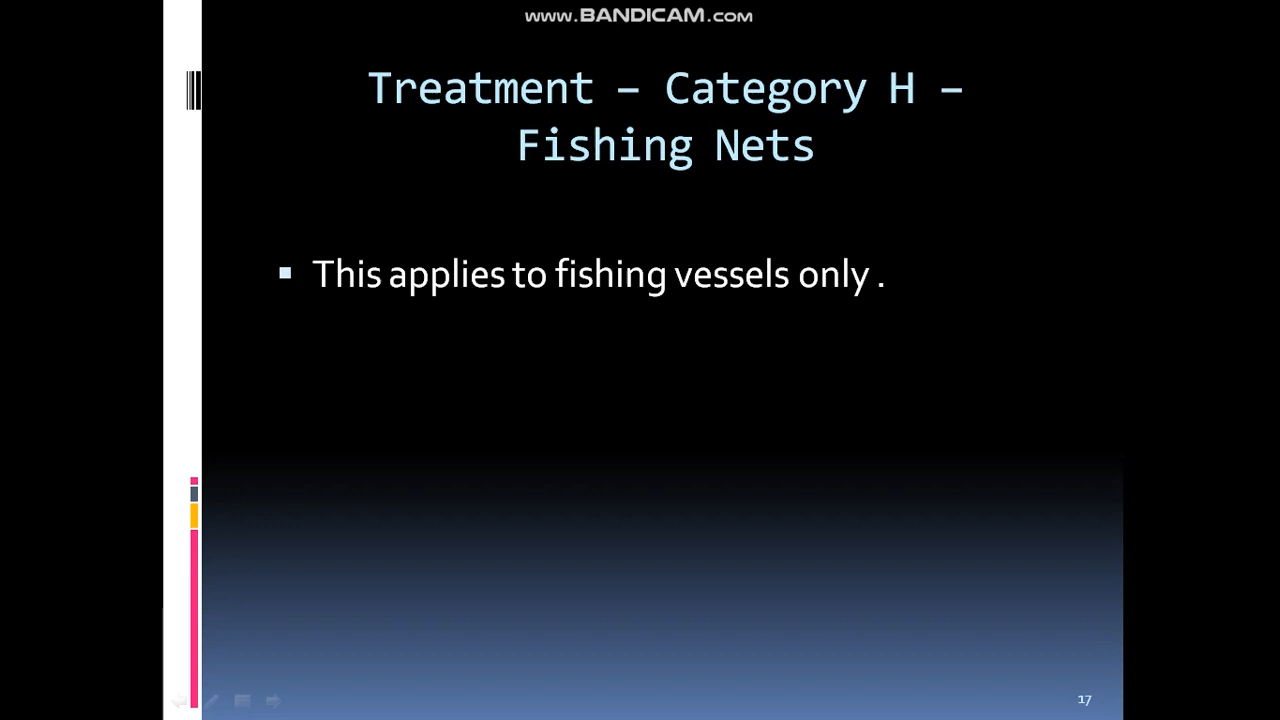 www.BANDICAM.com
Treatment – Category H –
Fishing Nets
▪ This applies to fishing vessels only .
17